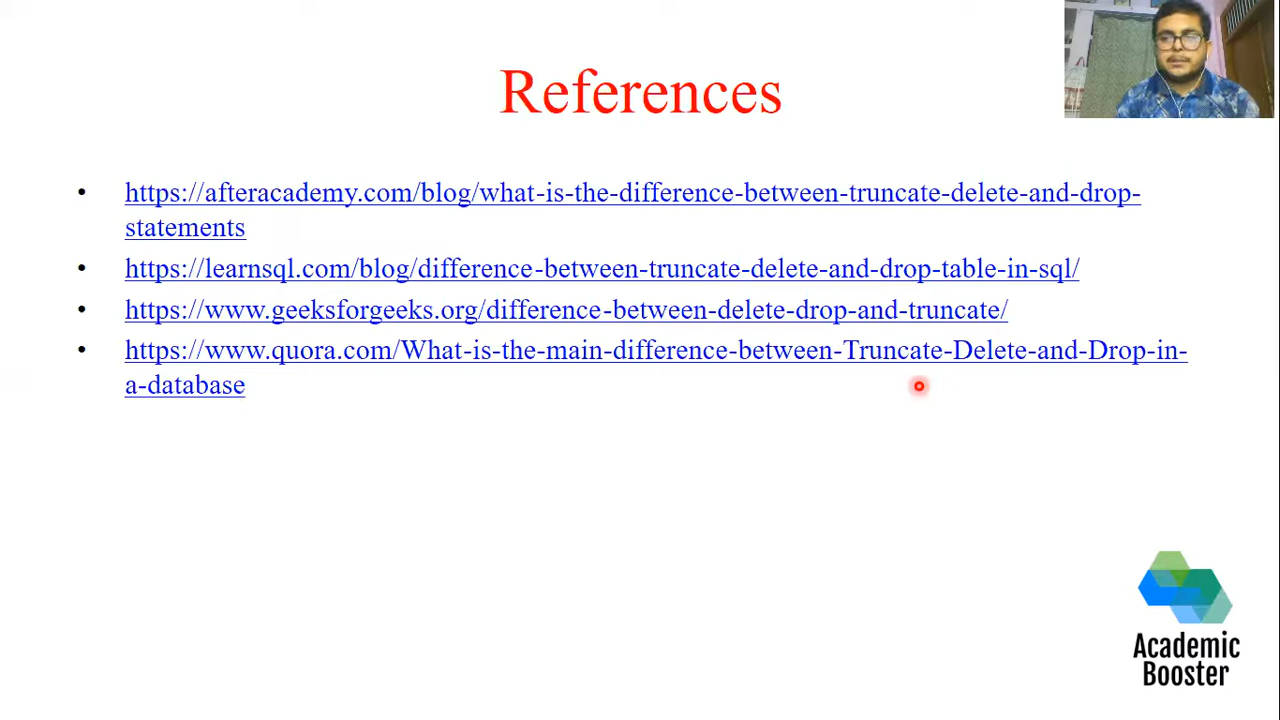 References
• https://afteracademy.com/blog/what-is-the-difference-between-truncate-delete-and-drop-
statements
• https://learnsql.com/blog/difference-between-truncate-delete-and-drop-table-in-sql/
• https://www.geeksforgeeks.org/difference-between-delete-drop-and-truncate/
• https://www.quora.com/What-is-the-main-difference-between-Truncate-Delete-and-Drop-in-
a-database
Academic
Booster